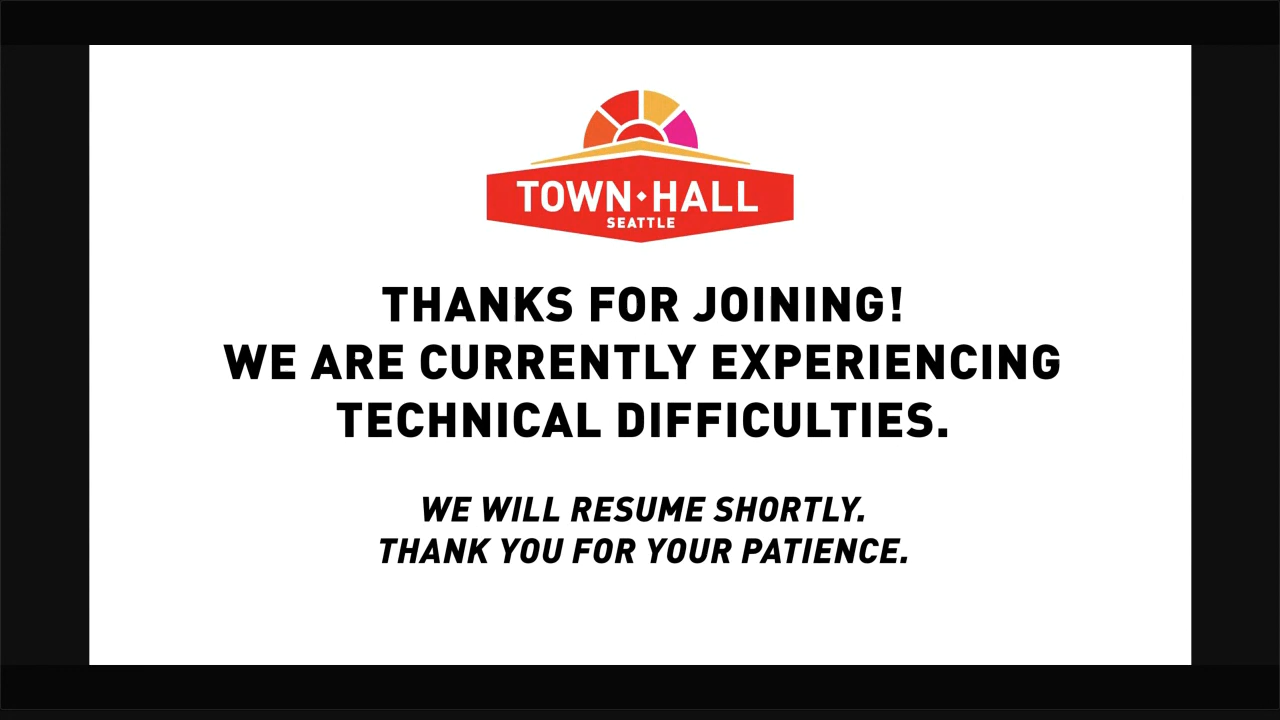 TOWN·HALL
SEATTLE
THANKS FOR JOINING!
WE ARE CURRENTLY EXPERIENCING
TECHNICAL DIFFICULTIES.
WE WILL RESUME SHORTLY.
THANK YOU FOR YOUR PATIENCE.